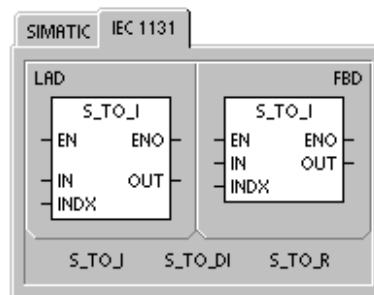 SIMATIC IEC 1131
LAD FBD
S_TO_I S_TO_I
EN ENO EN ENO
IN OUT IN OUT
INDX INDX
S_TO_I S_TO_DI S_TO_R